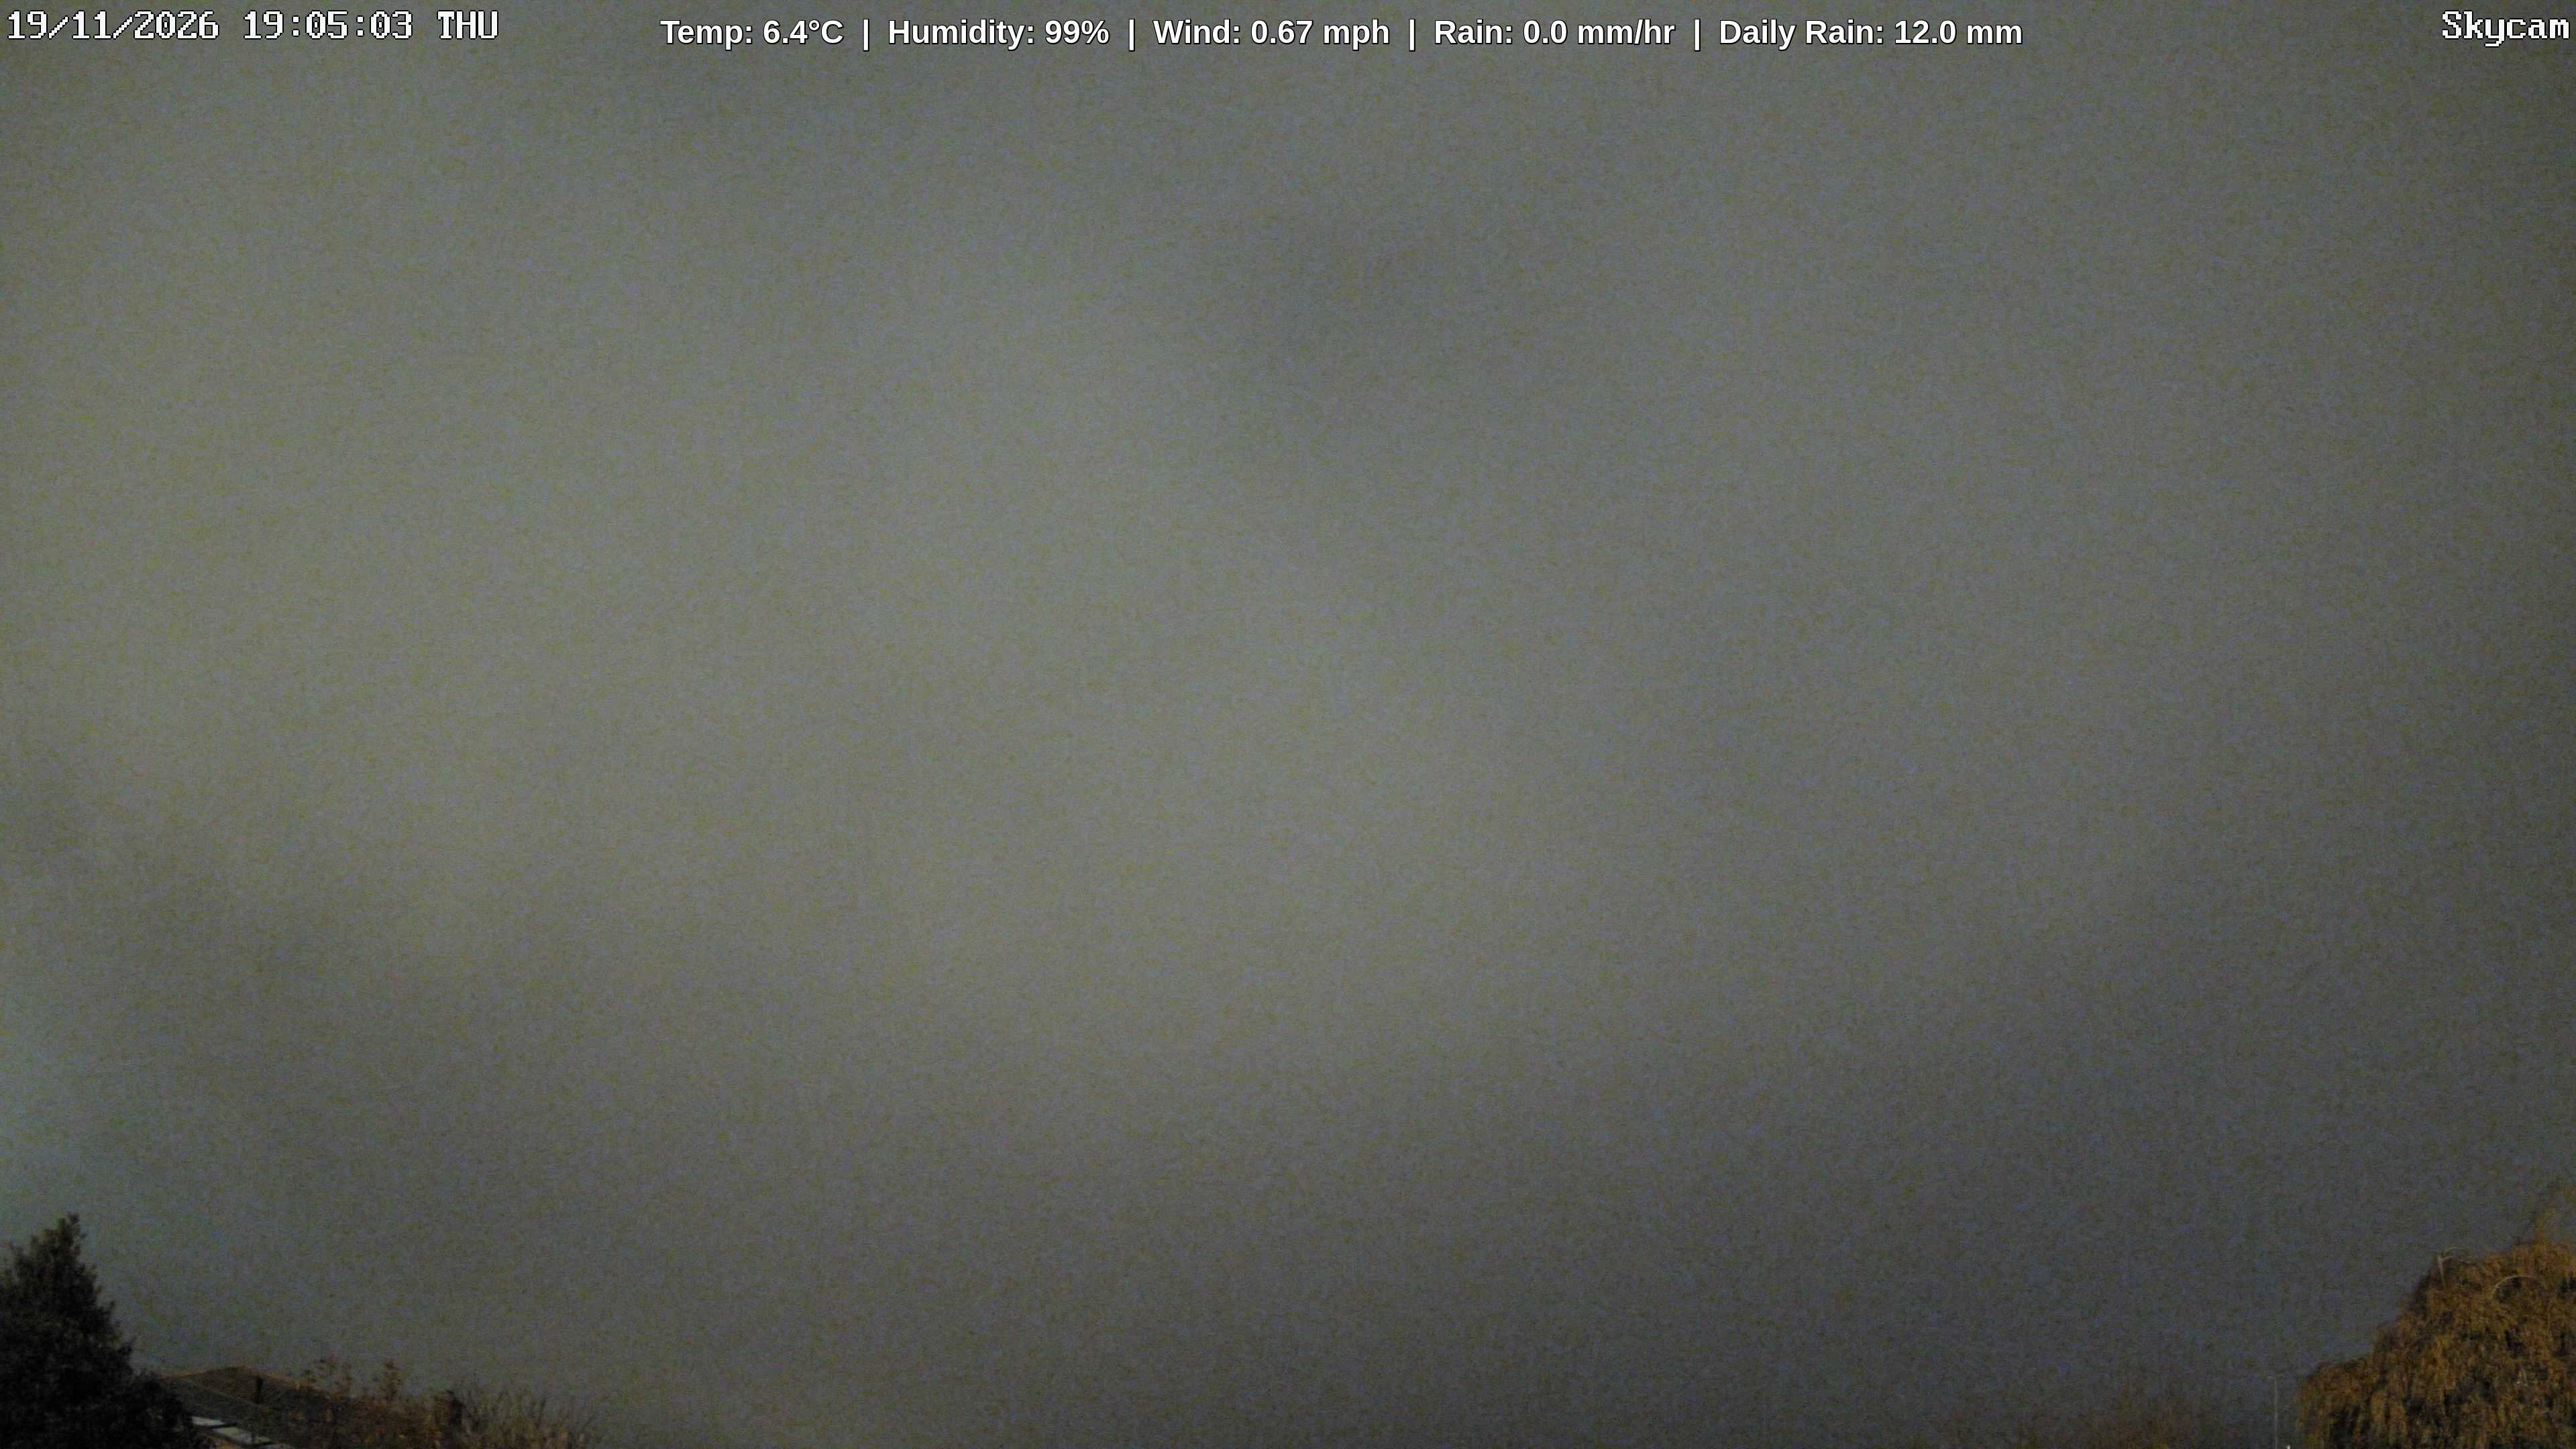 19/11/2026 19:05:03 THU
Temp: 6.4°C | Humidity: 99% | Wind: 0.67 mph | Rain: 0.0 mm/hr | Daily Rain: 12.0 mm
Skycam